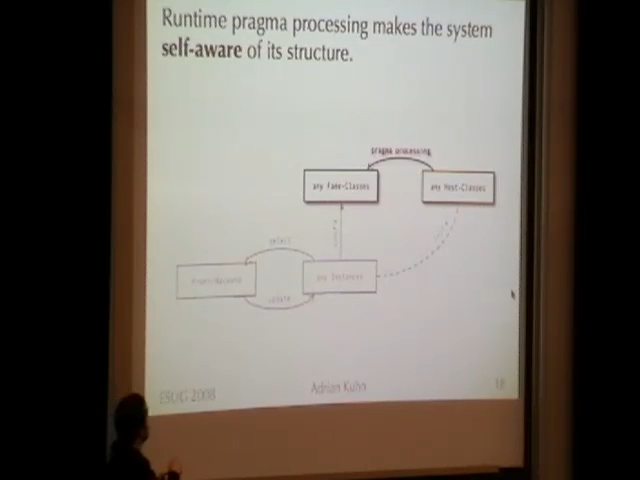 Runtime pragma processing makes the system
self-aware of its structure.
pragma processing
any Fame-Classes
any Host-Classes
select
any Instances
update
ESUG 2008
Adrian Kuhn
18